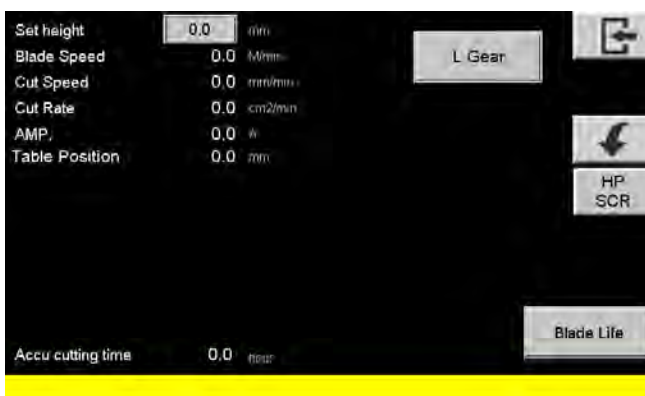 Set height 0.0 mm
Blade Speed 0.0 M/min
L Gear
Cut Speed 0.0 mm/min
Cut Rate 0.0 cm2/min
AMP. 0.0 A
Table Position 0.0 mm
HP
SCR
Blade Life
Accu cutting time 0.0 hour